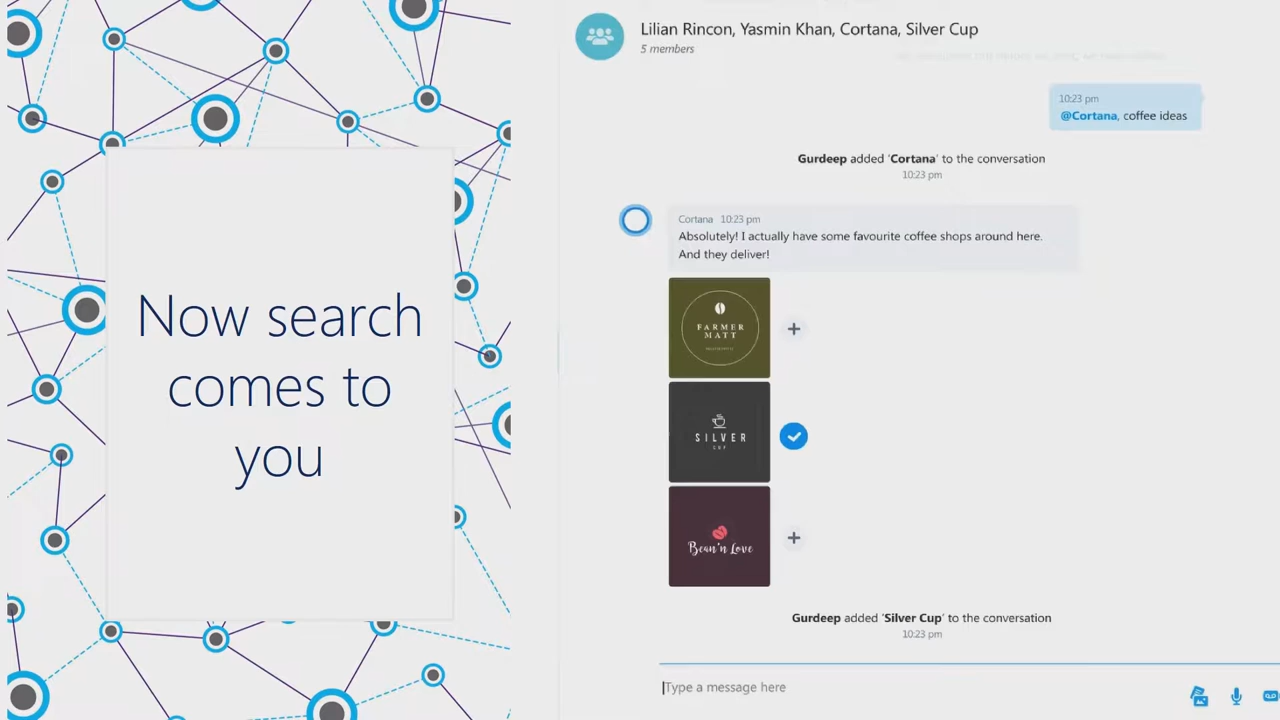 Now search
comes to
you
Lilian Rincon, Yasmin Khan, Cortana, Silver Cup
5 members
10:23 pm
@Cortana, coffee ideas
Gurdeep added 'Cortana' to the conversation
10:23 pm
Cortana 10:23 pm
Absolutely! I actually have some favourite coffee shops around here.
And they deliver!
FARMER
MATT
SILVER
CUP
Bean'n Love
Gurdeep added 'Silver Cup' to the conversation
10:23 pm
Type a message here